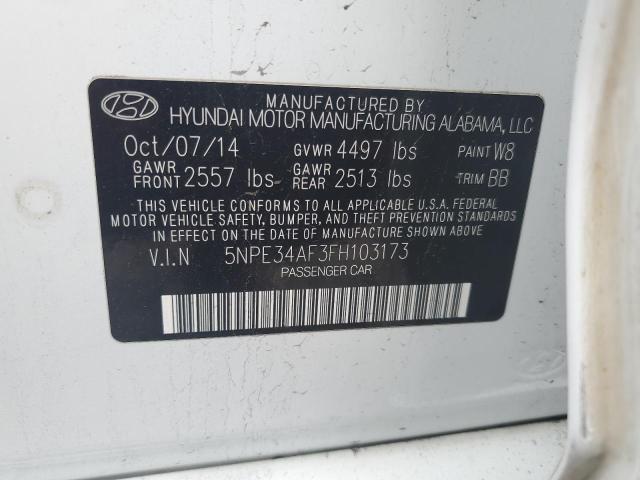 MANUFACTURED BY
HYUNDAI MOTOR MANUFACTURING ALABAMA, LLC
Oct/07/14 GVWR 4497 lbs PAINT W8
GAWR FRONT 2557 lbs GAWR REAR 2513 lbs TRIM BB
THIS VEHICLE CONFORMS TO ALL APPLICABLE U.S.A. FEDERAL
MOTOR VEHICLE SAFETY, BUMPER, AND THEFT PREVENTION STANDARDS
IN EFFECT ON THE DATE OF MANUFACTURE SHOWN ABOVE.
V.I.N 5NPE34AF3FH103173
PASSENGER CAR